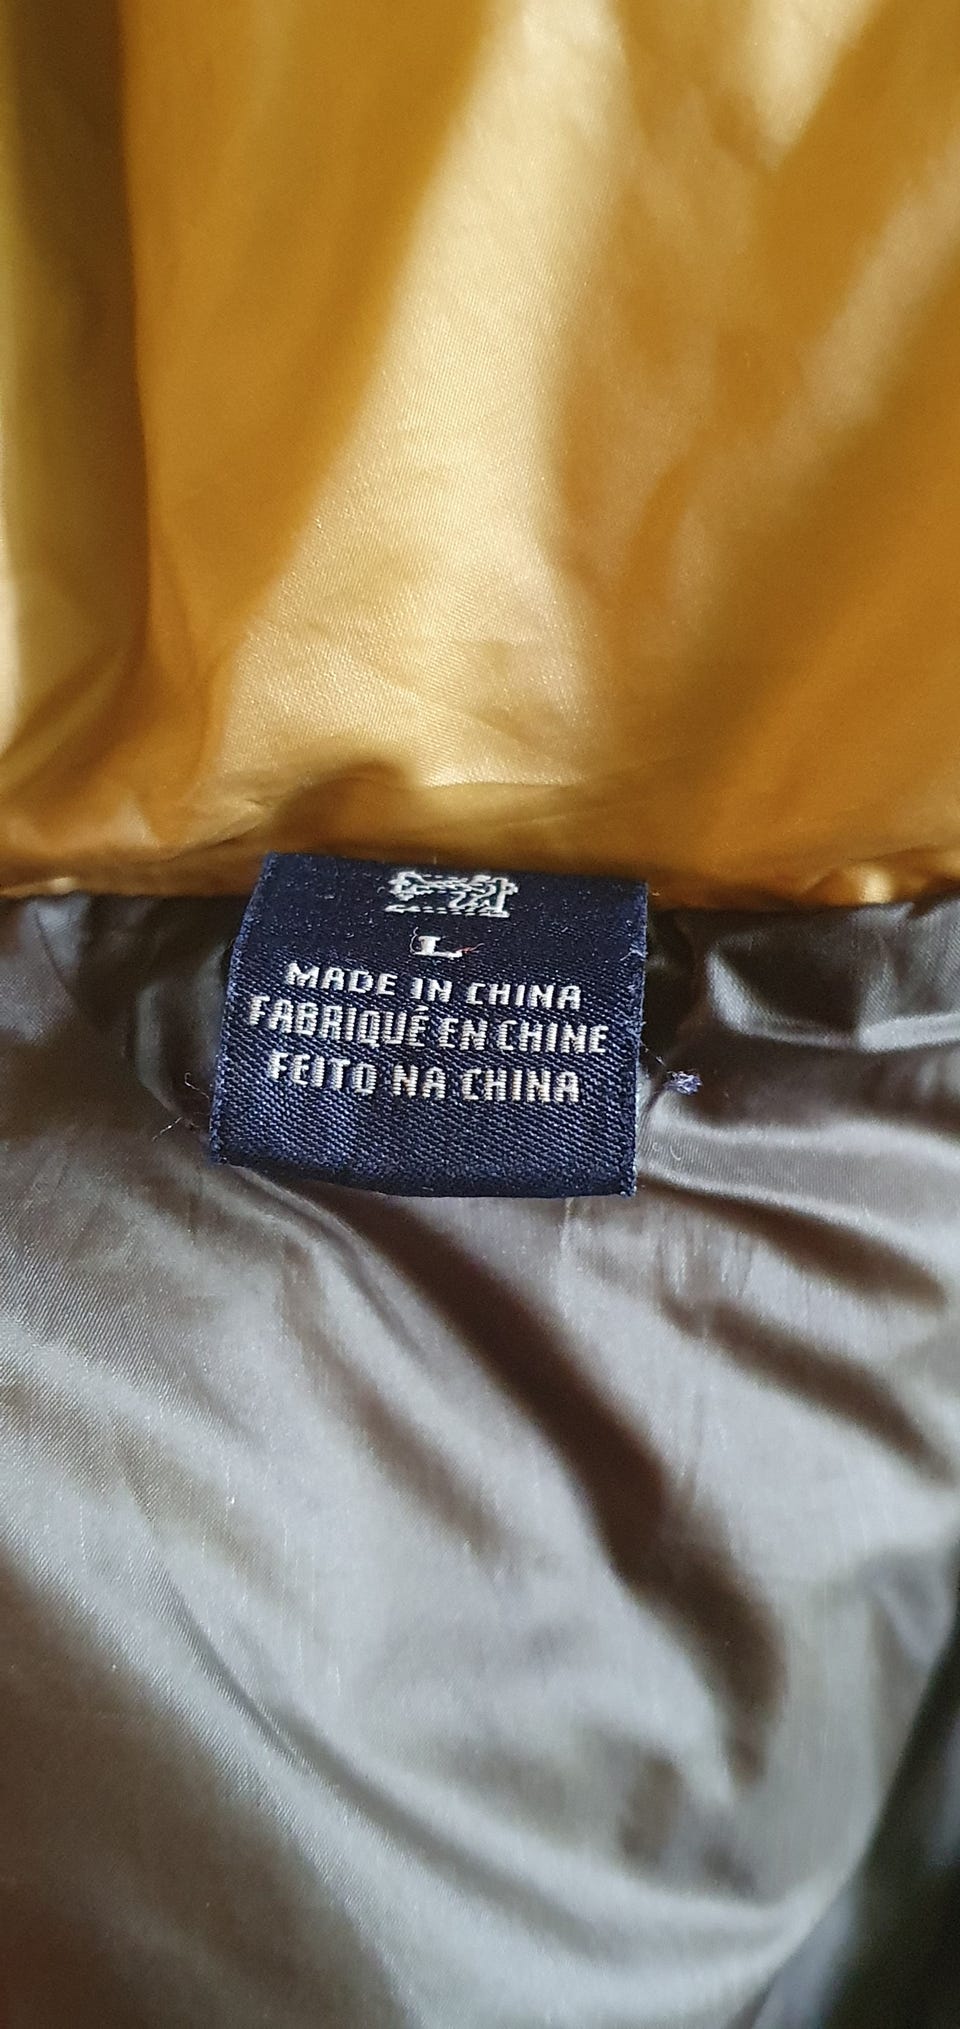 L
MADE IN CHINA
FABRIQUÉ EN CHINE
FEITO NA CHINA